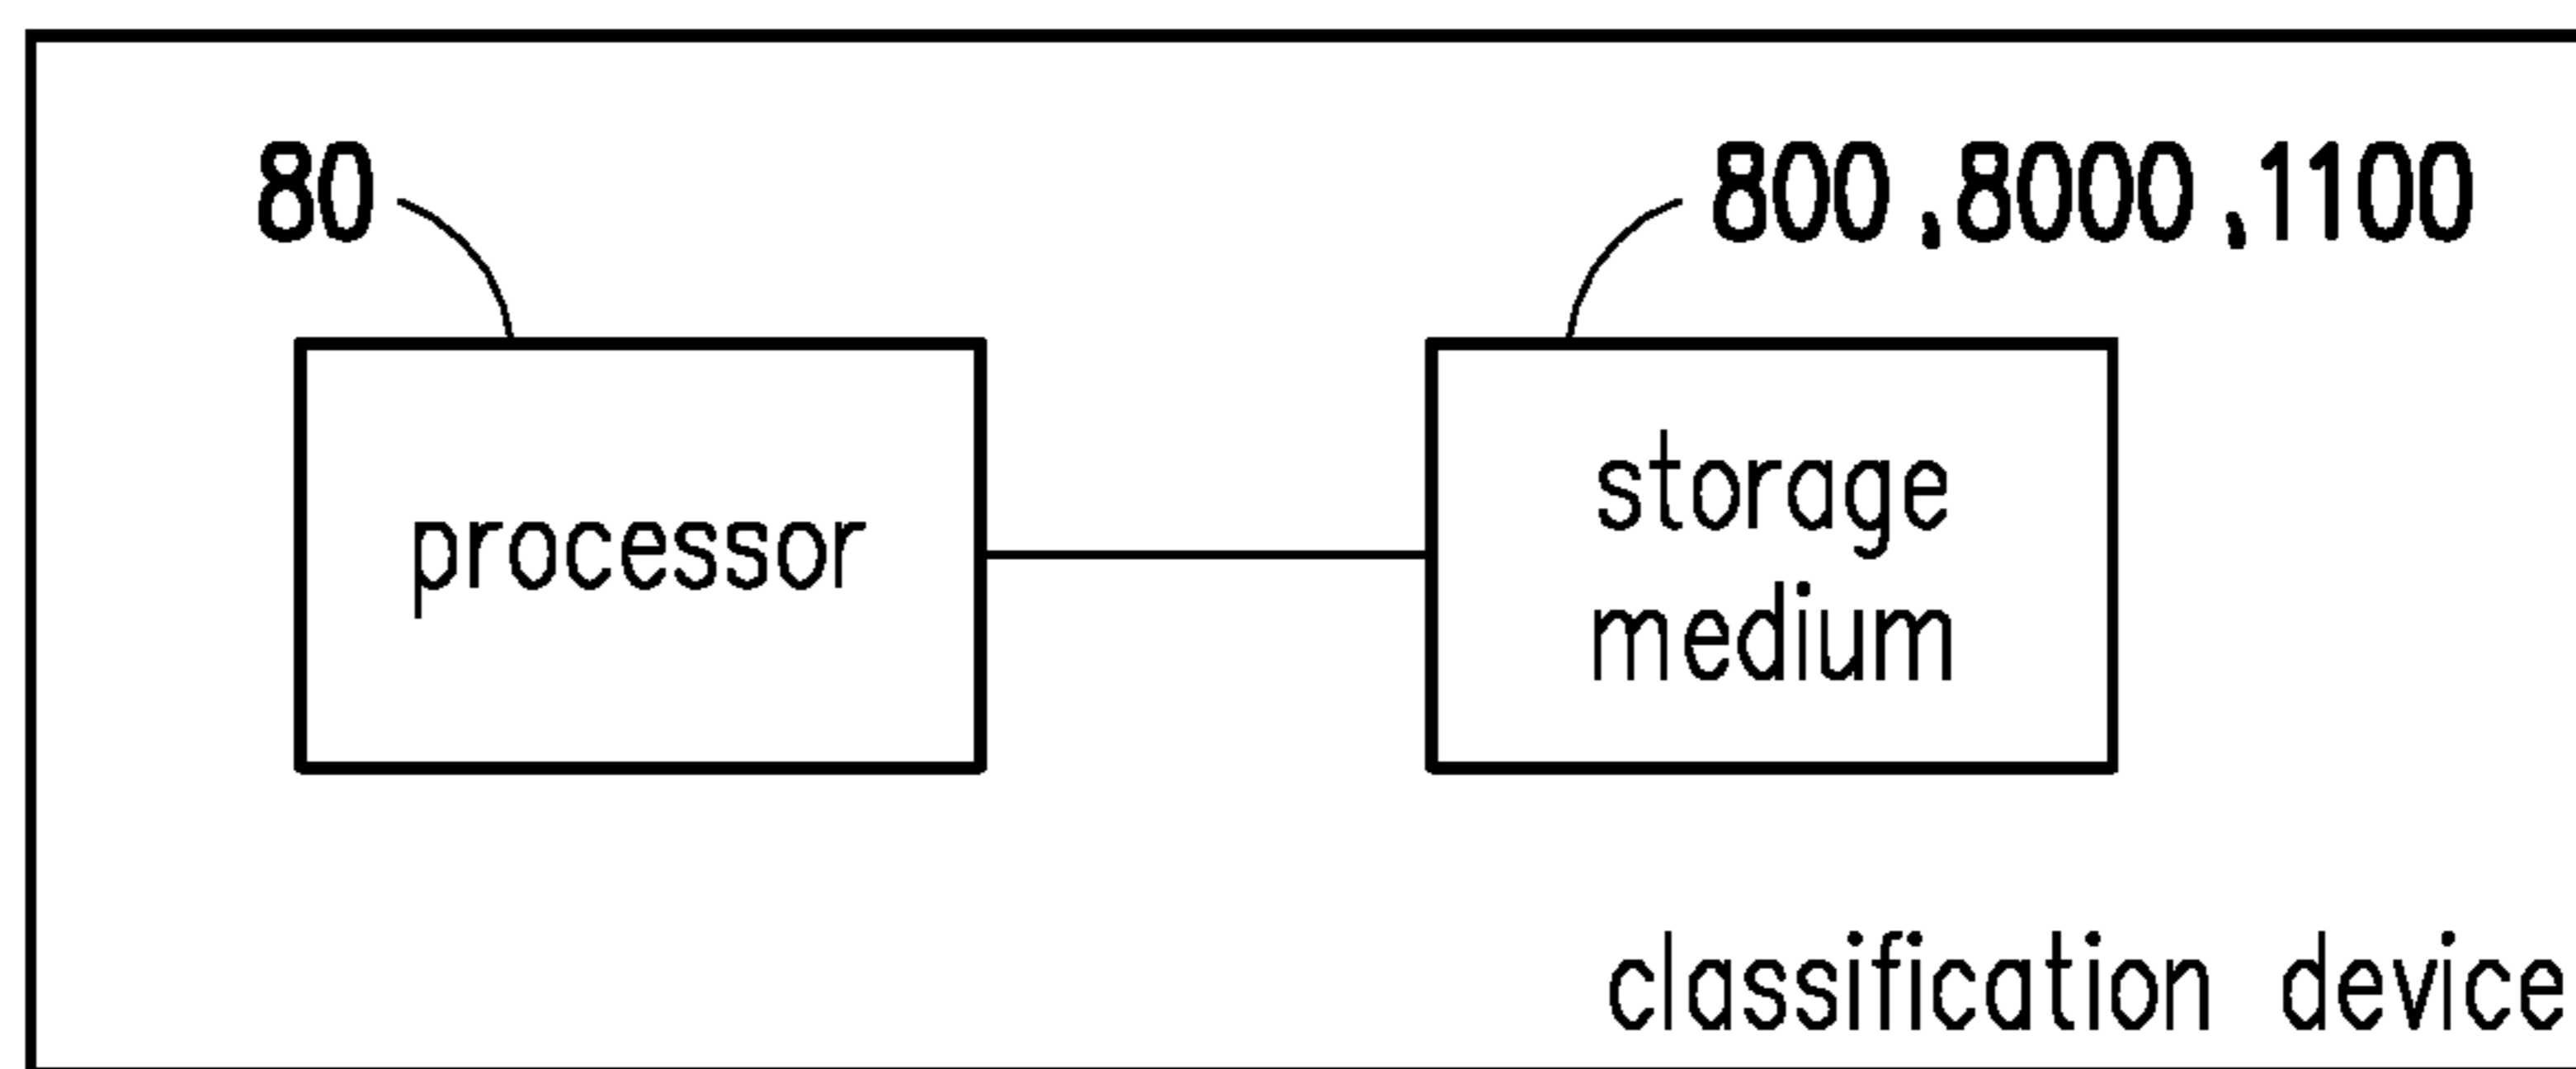 80
800,8000,1100
processor
storage
medium
classification device